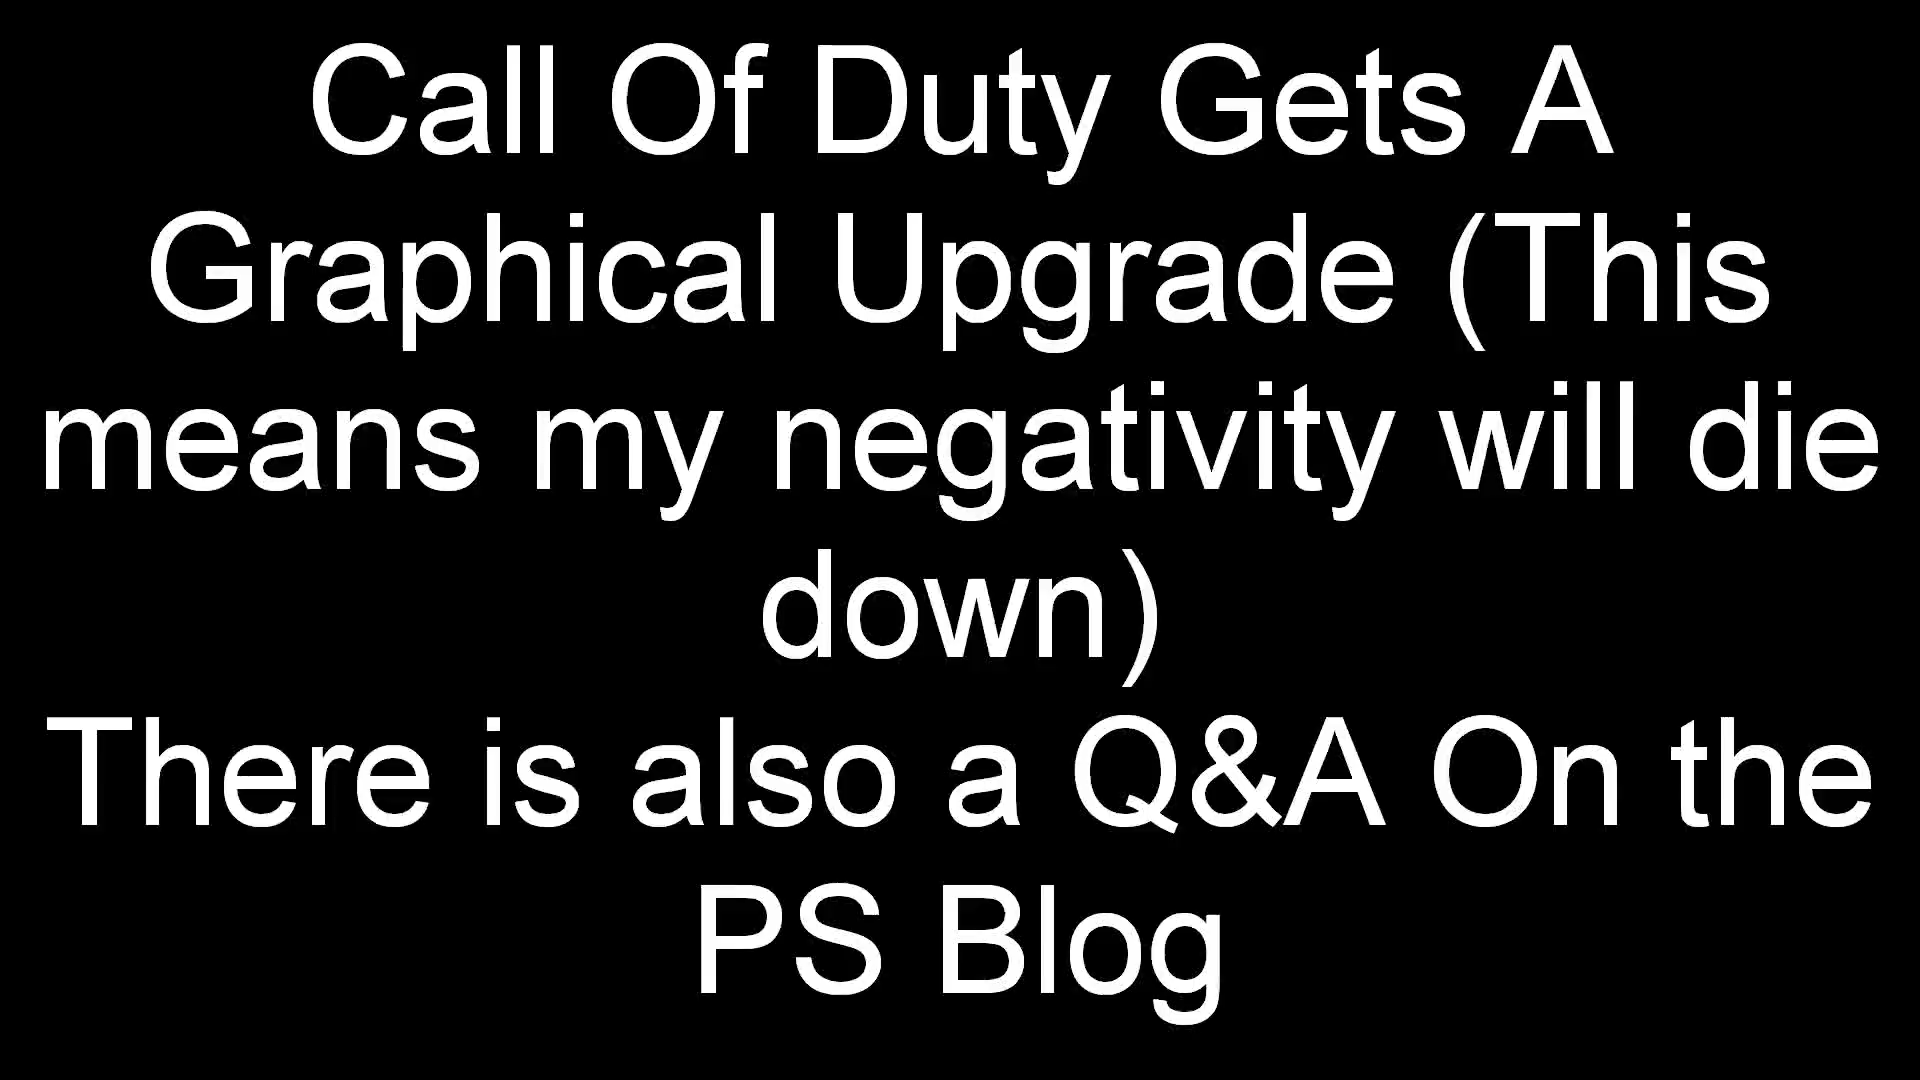 Call Of Duty Gets A
Graphical Upgrade (This
means my negativity will die
down)
There is also a Q&A On the
PS Blog